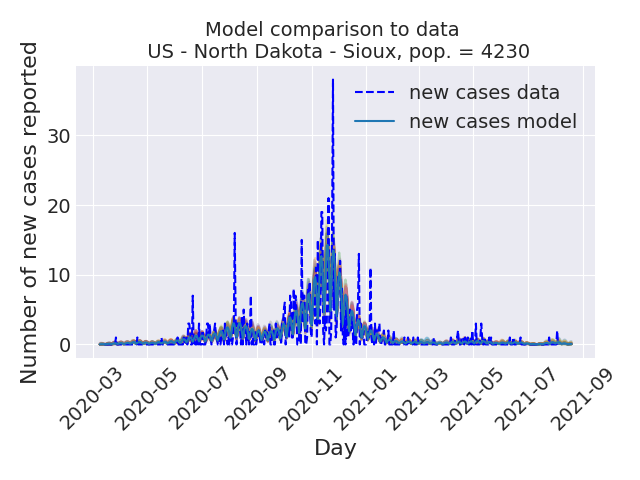 Model comparison to data
US - North Dakota - Sioux, pop. = 4230
Number of new cases reported
30
20
10
0
new cases data
new cases model
2020-03
2020-05
2020-07
2020-09
2020-11
2021-01
2021-03
2021-05
2021-07
2021-09
Day